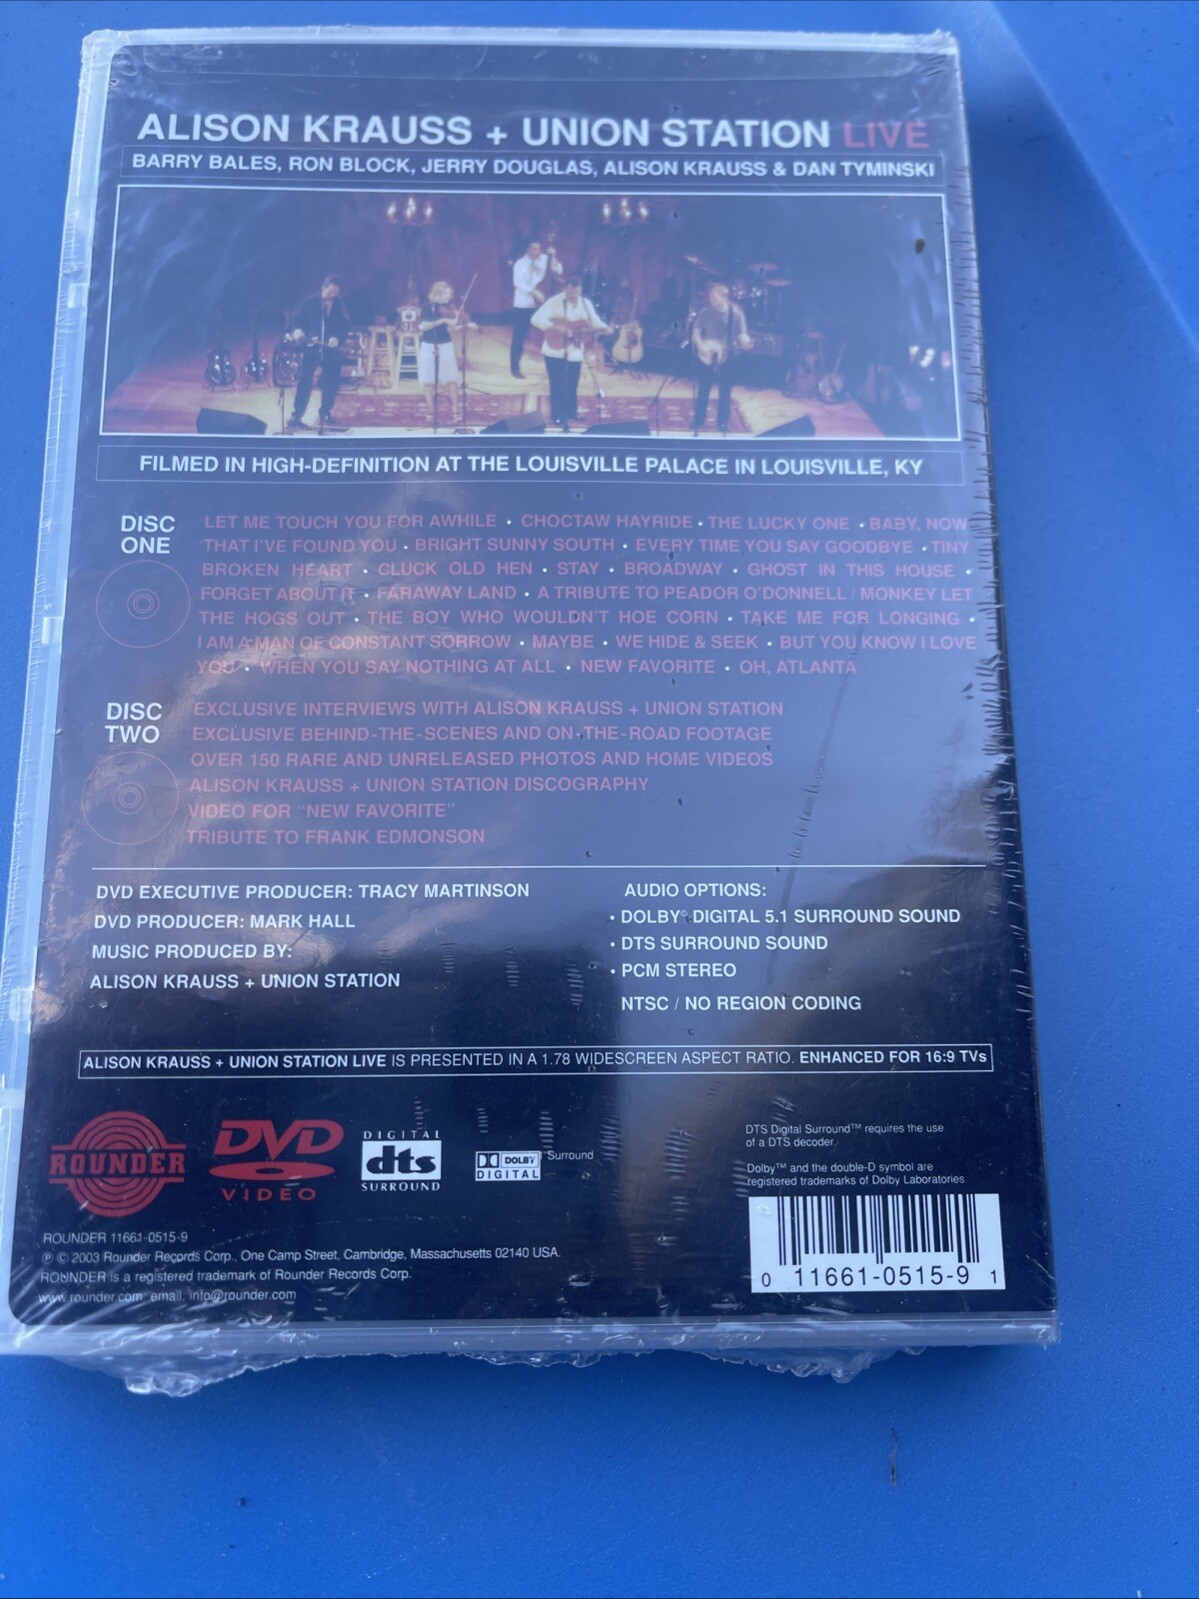 ALISON KRAUSS + UNION STATION LIVE
BARRY BALES, RON BLOCK, JERRY DOUGLAS, ALISON KRAUSS & DAN TYMINSKI
FILMED IN HIGH-DEFINITION AT THE LOUISVILLE PALACE IN LOUISVILLE, KY
DISC ONE
LET ME TOUCH YOU FOR AWHILE • CHOCTAW HAYRIDE • THE LUCKY ONE • BABY, NOW
THAT I'VE FOUND YOU • BRIGHT SUNNY SOUTH • EVERY TIME YOU SAY GOODBYE • TINY
BROKEN HEART • CLUCK OLD HEN • STAY • BROADWAY • GHOST IN THIS HOUSE •
FORGET ABOUT IT • FARAWAY LAND • A TRIBUTE TO PEADOR O'DONNELL / MONKEY LET
THE HOGS OUT • THE BOY WHO WOULDN'T HOE CORN • TAKE ME FOR LONGING •
I AM A MAN OF CONSTANT SORROW • MAYBE • WE HIDE & SEEK • BUT YOU KNOW I LOVE
YOU • WHEN YOU SAY NOTHING AT ALL • NEW FAVORITE • OH, ATLANTA
DISC TWO
EXCLUSIVE INTERVIEWS WITH ALISON KRAUSS + UNION STATION
EXCLUSIVE BEHIND-THE-SCENES AND ON-THE-ROAD FOOTAGE
OVER 150 RARE AND UNRELEASED PHOTOS AND HOME VIDEOS
ALISON KRAUSS + UNION STATION DISCOGRAPHY
VIDEO FOR "NEW FAVORITE"
TRIBUTE TO FRANK EDMONSON
DVD EXECUTIVE PRODUCER: TRACY MARTINSON
DVD PRODUCER: MARK HALL
MUSIC PRODUCED BY:
ALISON KRAUSS + UNION STATION
AUDIO OPTIONS:
• DOLBY® DIGITAL 5.1 SURROUND SOUND
• DTS SURROUND SOUND
• PCM STEREO
NTSC / NO REGION CODING
ALISON KRAUSS + UNION STATION LIVE IS PRESENTED IN A 1.78 WIDESCREEN ASPECT RATIO. ENHANCED FOR 16:9 TVs
ROUNDER
DVD
VIDEO
DIGITAL
dts
SURROUND
DOLBY
DIGITAL
Surround
DTS Digital Surround™ requires the use
of a DTS decoder.
Dolby™ and the double-D symbol are
registered trademarks of Dolby Laboratories
ROUNDER 11661-0515-9
℗ © 2003 Rounder Records Corp., One Camp Street, Cambridge, Massachusetts 02140 USA.
ROUNDER is a registered trademark of Rounder Records Corp.
www.rounder.com email, info@rounder.com
0 11661-0515-9 1